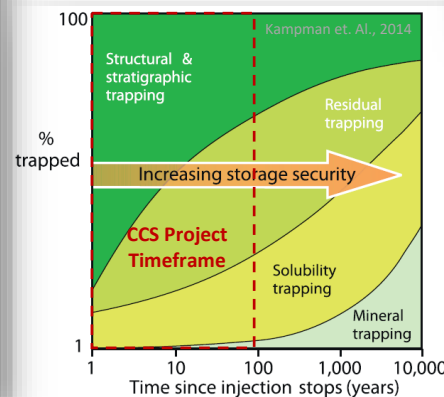 100
Kampman et. Al., 2014
Structural &
stratigraphic
trapping
Residual
trapping
%
trapped
Increasing storage security
CCS Project
Timeframe
Solubility
trapping
Mineral
trapping
1
1
10
100
1,000
10,000
Time since injection stops (years)